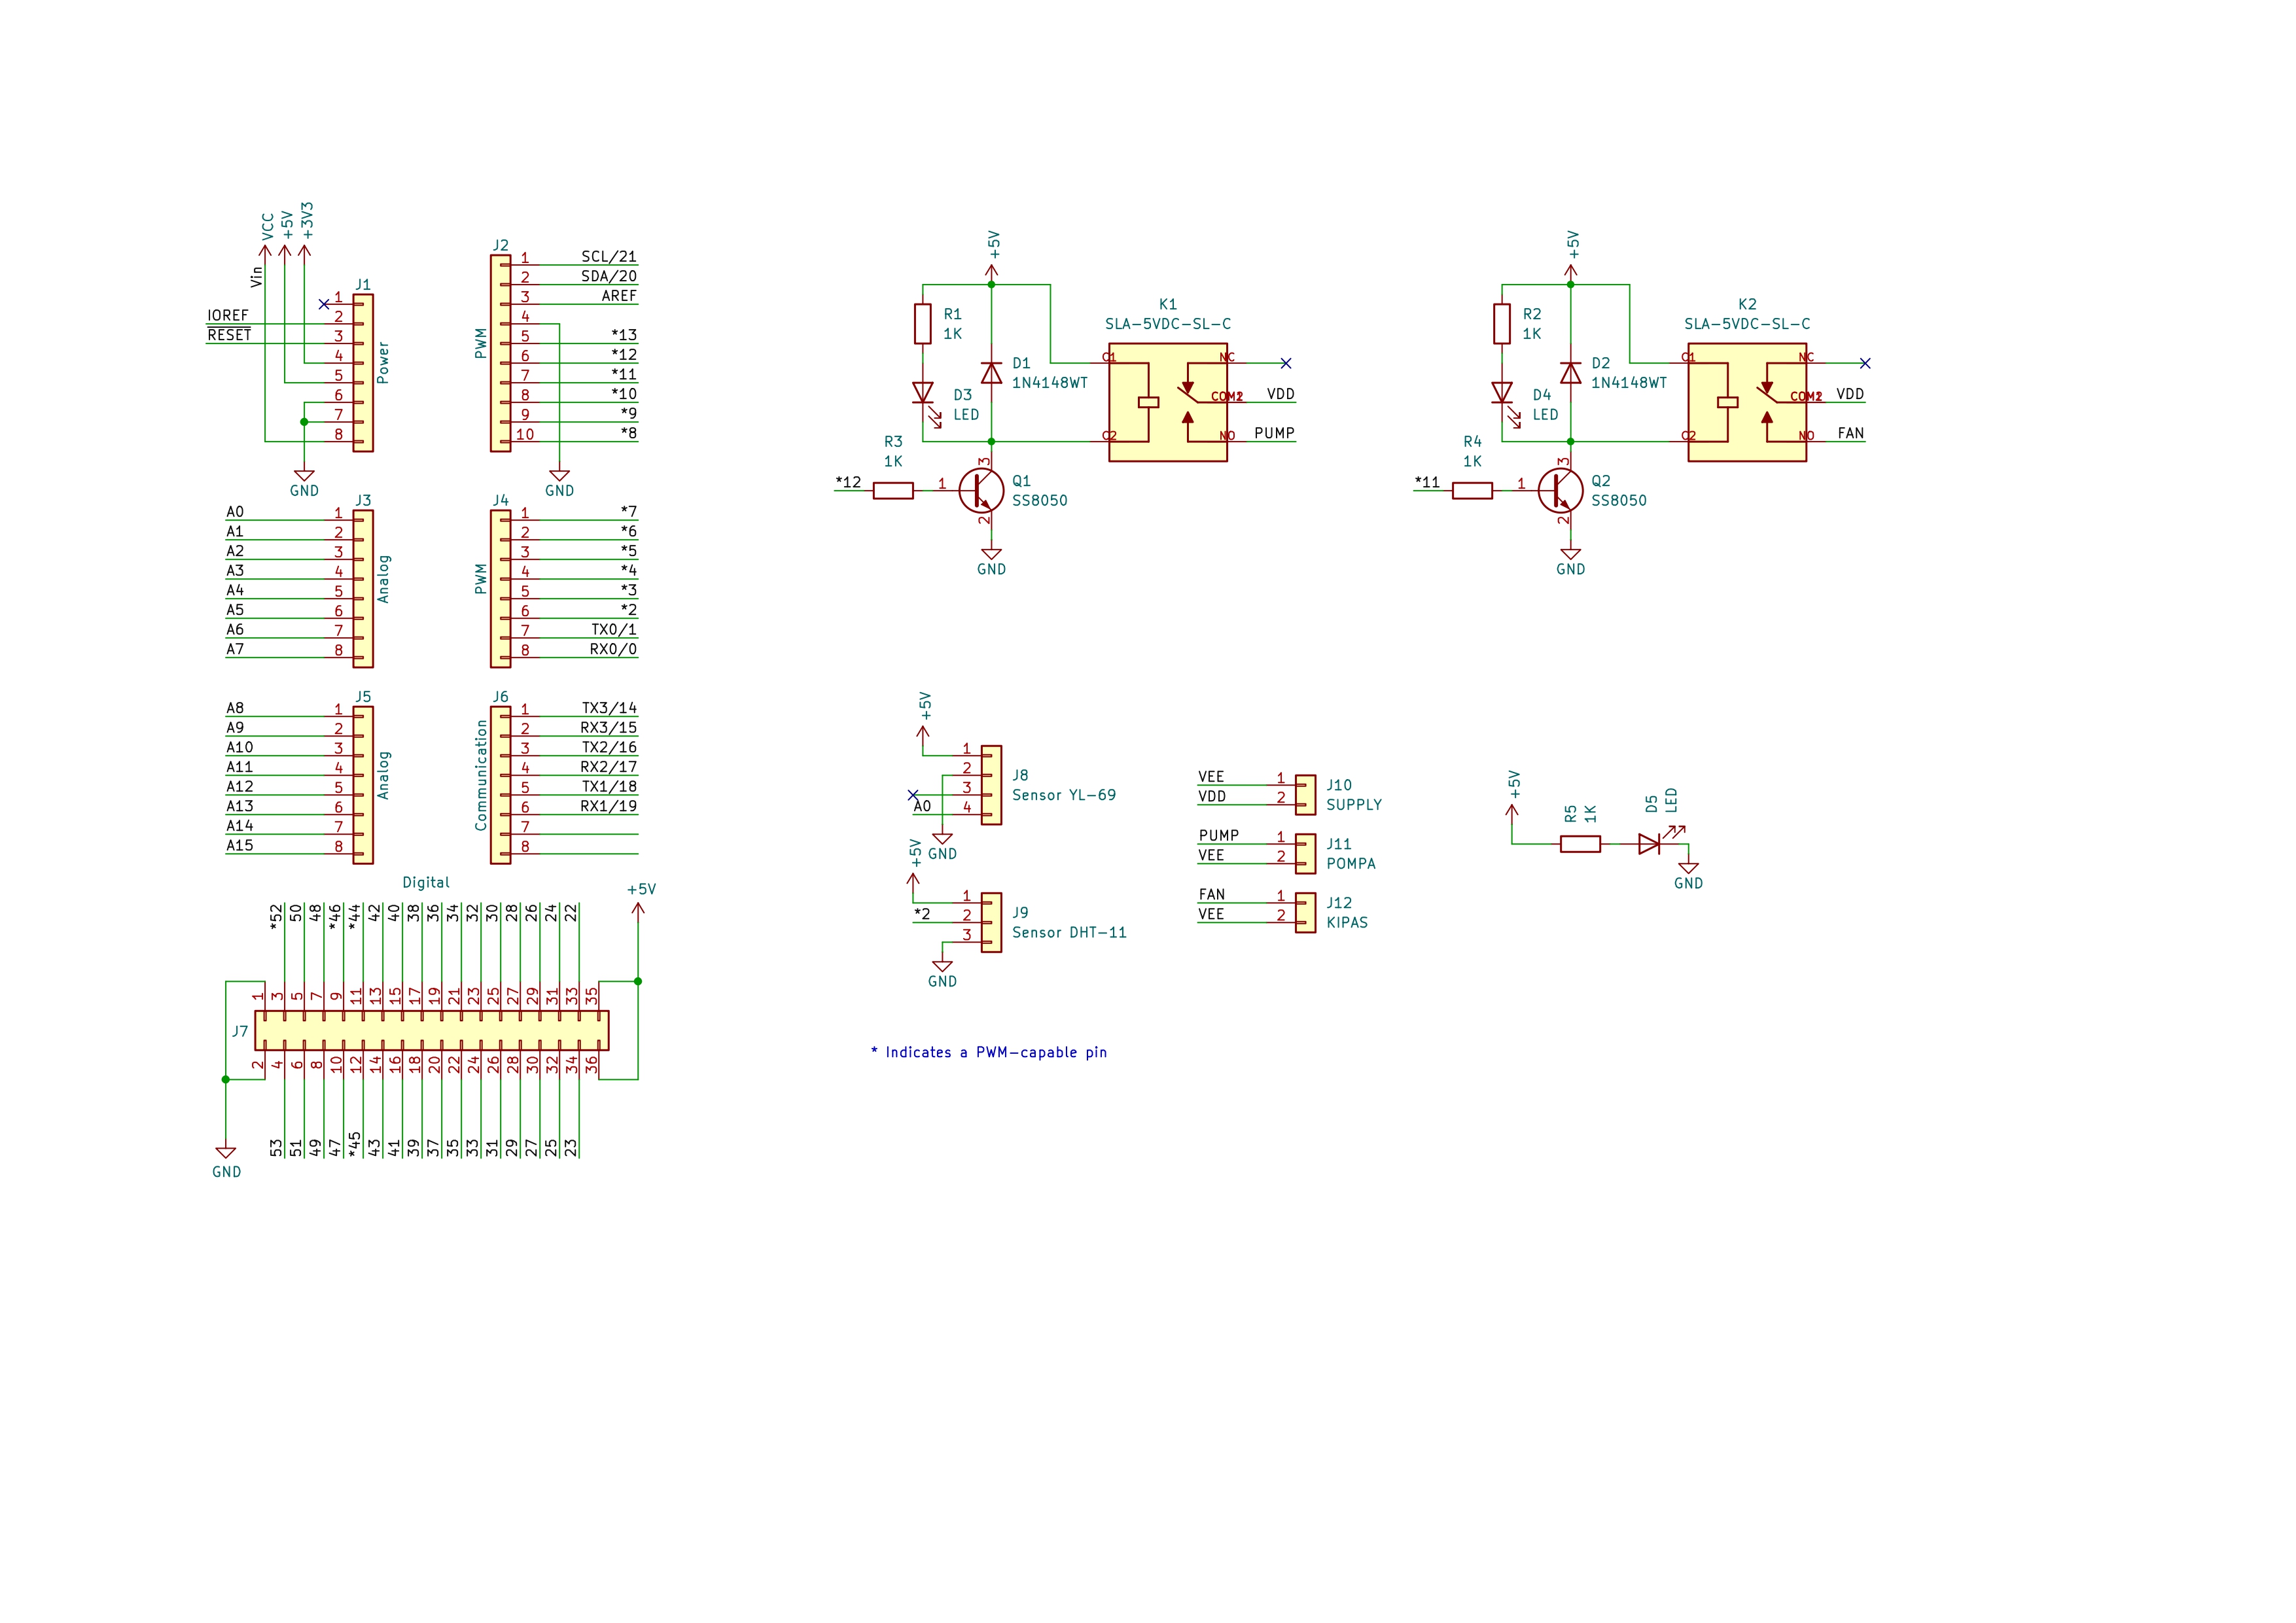 VCC
+5V
+3V3
Vin
J1
1
IOREF
2
RESET
3
4
5
6
7
8
Power
GND
J2
1
SCL/21
2
SDA/20
3
AREF
4
5
*13
6
*12
7
*11
8
*10
9
*9
10
*8
PWM
GND
J3
A0
1
A1
2
A2
3
A3
4
A4
5
A5
6
A6
7
A7
8
Analog
J4
1
*7
2
*6
3
*5
4
*4
5
*3
6
*2
7
TX0/1
8
RX0/0
PWM
J5
A8
1
A9
2
A10
3
A11
4
A12
5
A13
6
A14
7
A15
8
Analog
J6
1
TX3/14
2
RX3/15
3
TX2/16
4
RX2/17
5
TX1/18
6
RX1/19
7
8
Communication
Digital
+5V
*52
50
48
*46
*44
42
40
38
36
34
32
30
28
26
24
22
1
3
5
7
9
11
13
15
17
19
21
23
25
27
29
31
33
35
J7
2
4
6
8
10
12
14
16
18
20
22
24
26
28
30
32
34
36
53
51
49
47
*45
43
41
39
37
35
33
31
29
27
25
23
GND
+5V
R1
1K
D1
1N4148WT
D3
LED
K1
SLA-5VDC-SL-C
C1
C2
NC
NO
VDD
PUMP
R3
1K
*12
1
3
2
Q1
SS8050
GND
+5V
R2
1K
D2
1N4148WT
D4
LED
K2
SLA-5VDC-SL-C
C1
C2
NC
NO
VDD
FAN
R4
1K
*11
1
3
2
Q2
SS8050
GND
+5V
1
2
3
4
A0
J8
Sensor YL-69
GND
+5V
1
2
3
*2
J9
Sensor DHT-11
GND
VEE
1
VDD
2
J10
SUPPLY
PUMP
1
VEE
2
J11
POMPA
FAN
1
VEE
2
J12
KIPAS
+5V
R5
1K
D5
LED
GND
* Indicates a PWM-capable pin